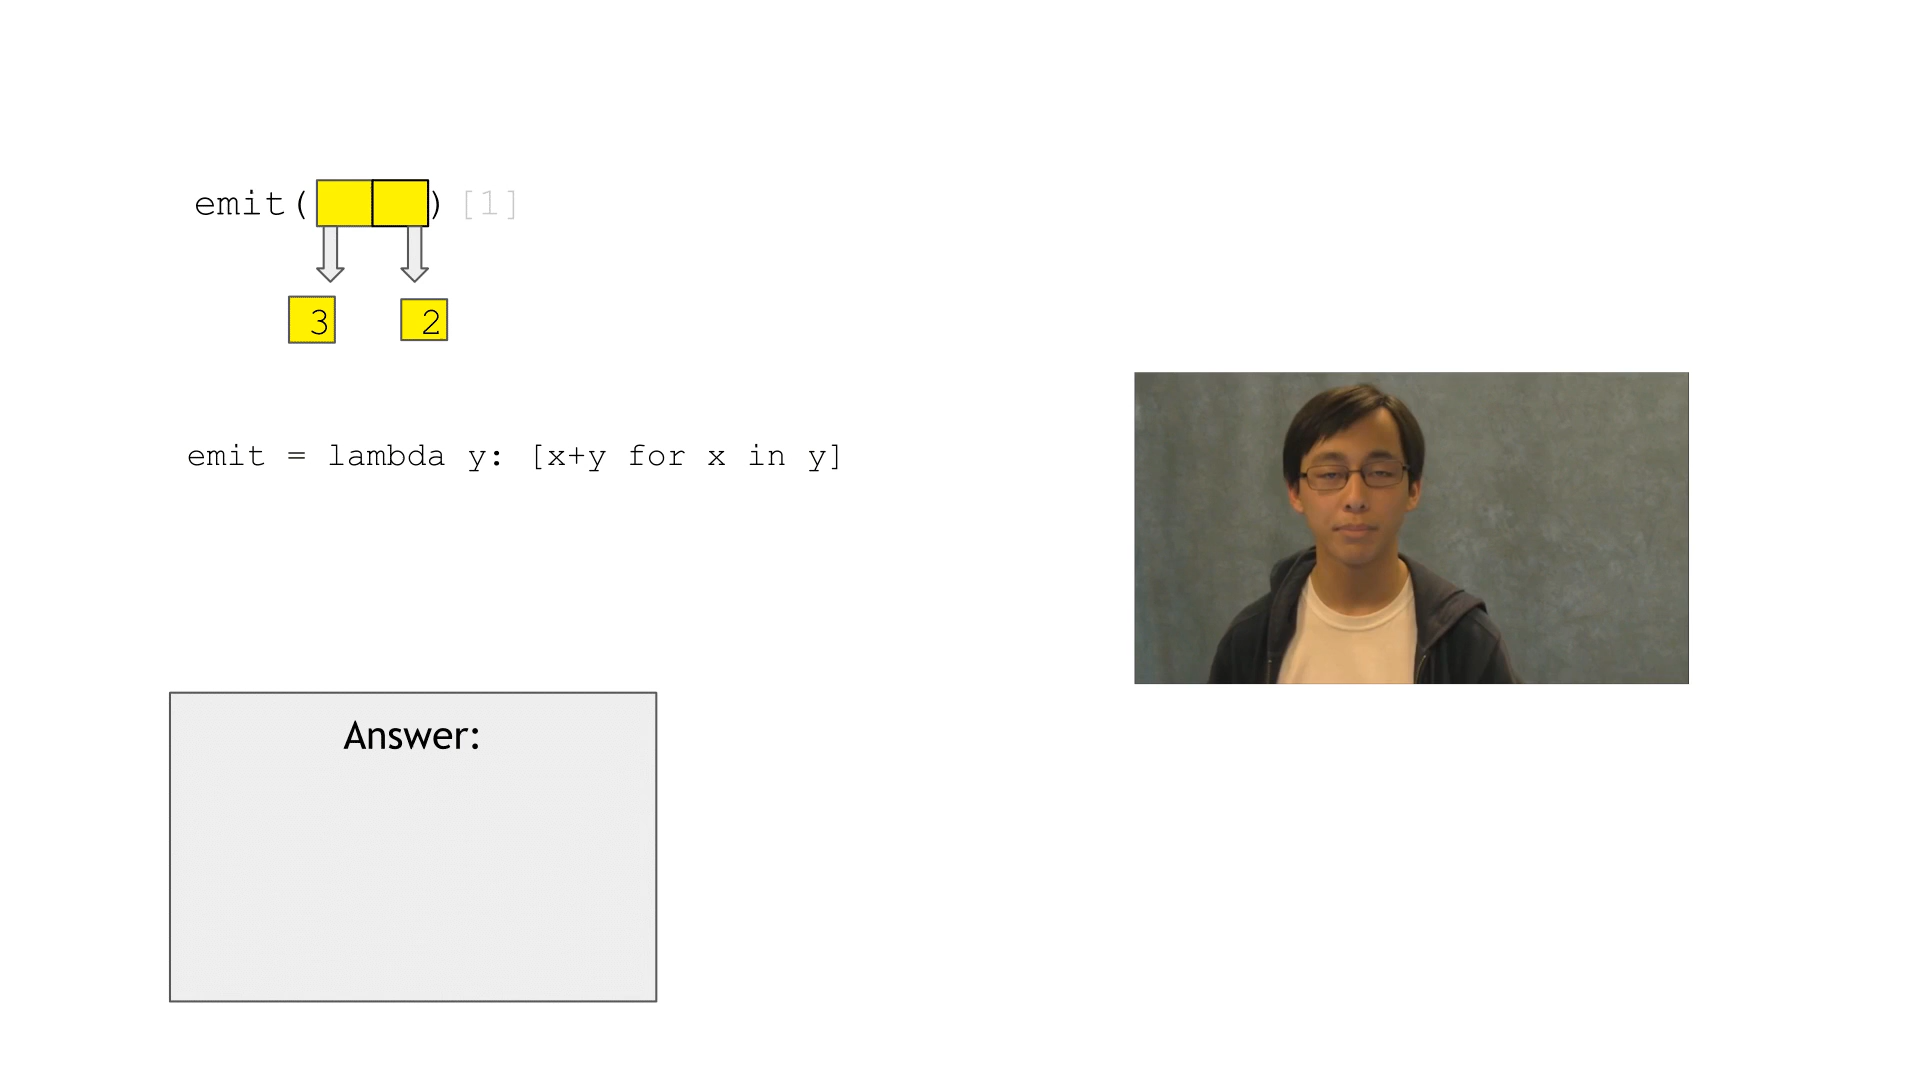 emit( )[1]
3 2
emit = lambda y: [x+y for x in y]
Answer: